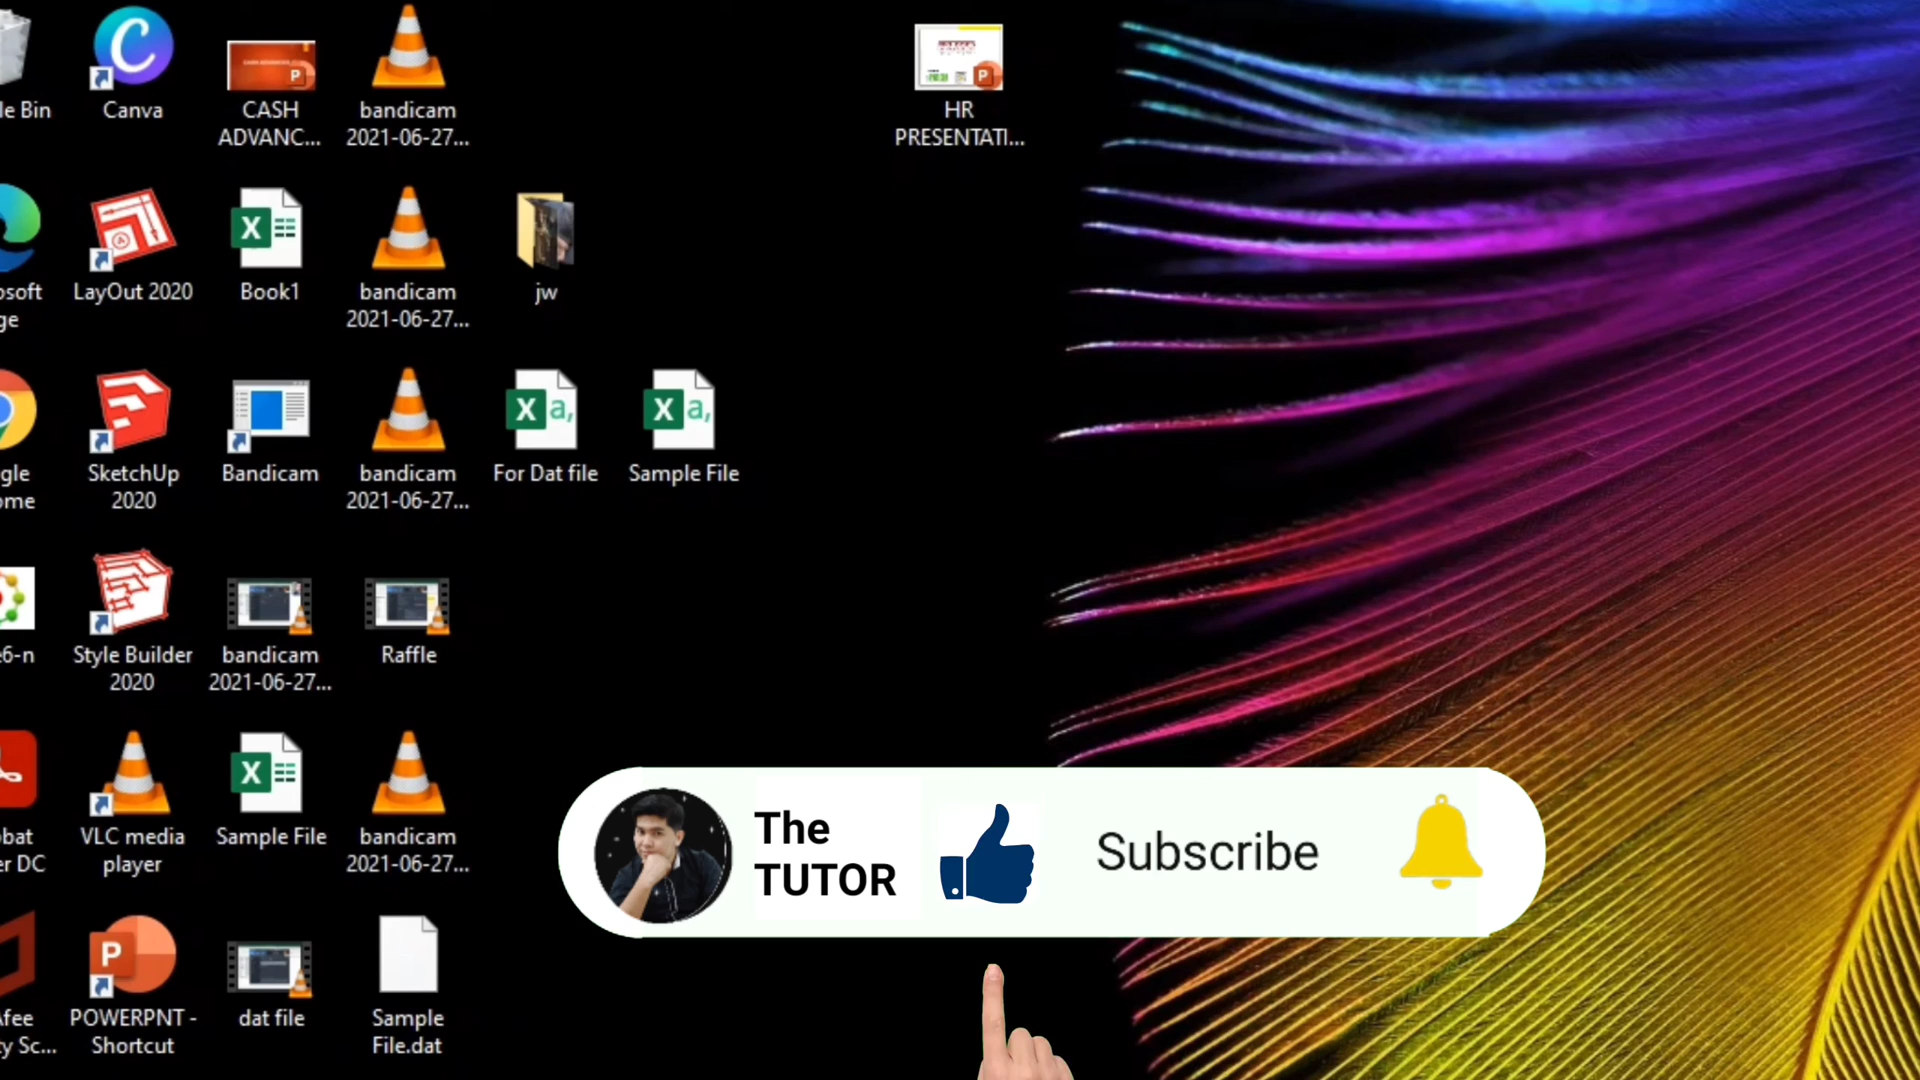 le Bin
Canva
CASH
ADVANC...
bandicam
2021-06-27...
HR
PRESENTATI...
osoft
ge
LayOut 2020
Book1
bandicam
2021-06-27...
jw
gle
ome
SketchUp
2020
Bandicam
bandicam
2021-06-27...
For Dat file
Sample File
6-n
Style Builder
2020
bandicam
2021-06-27...
Raffle
bat
er DC
VLC media
player
Sample File
bandicam
2021-06-27...
The
TUTOR
Subscribe
Afee
ty Sc...
POWERPNT -
Shortcut
dat file
Sample
File.dat